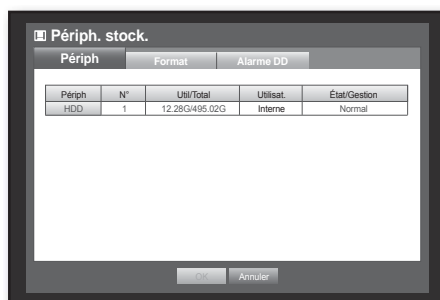 Périph. stock.
Périph Format Alarme DD
Périph N° Util/Total Utilisat. État/Gestion
HDD 1 12.28G/495.02G Interne Normal
OK Annuler